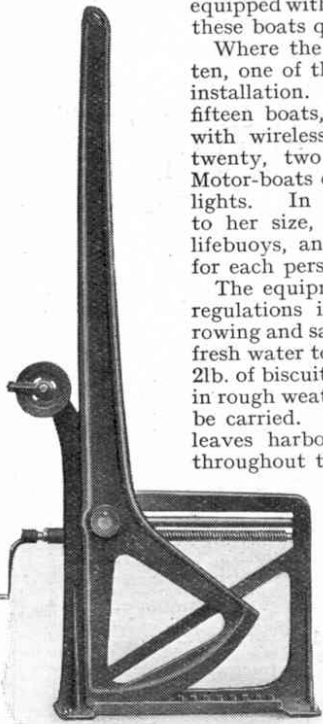 equipped with
these boats q
Where the
ten, one of th
installation.
fifteen boats,
with wireless
twenty, two
Motor-boats
lights. In
to her size,
lifebuoys, an
for each pers
The equipm
regulations i
rowing and sa
fresh water to
2lb. of biscuit
in rough weat
be carried.
leaves harbo
throughout t